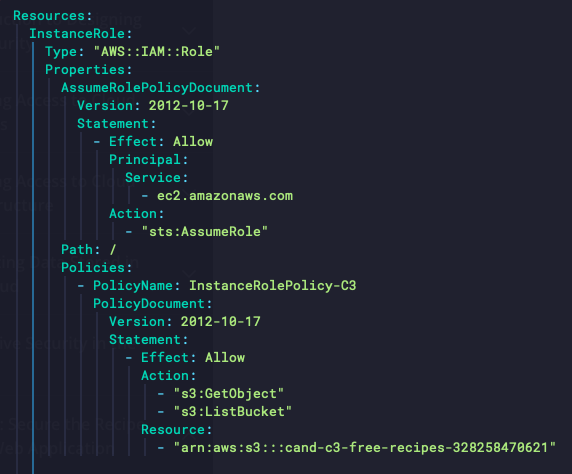 Resources:
InstanceRole:
Type: "AWS::IAM::Role"
Properties:
AssumeRolePolicyDocument:
Version: 2012-10-17
Statement:
- Effect: Allow
Principal:
Service:
- ec2.amazonaws.com
Action:
- "sts:AssumeRole"
Path: /
Policies:
- PolicyName: InstanceRolePolicy-C3
PolicyDocument:
Version: 2012-10-17
Statement:
- Effect: Allow
Action:
- "s3:GetObject"
- "s3:ListBucket"
Resource:
- "arn:aws:s3:::cand-c3-free-recipes-328258470621"